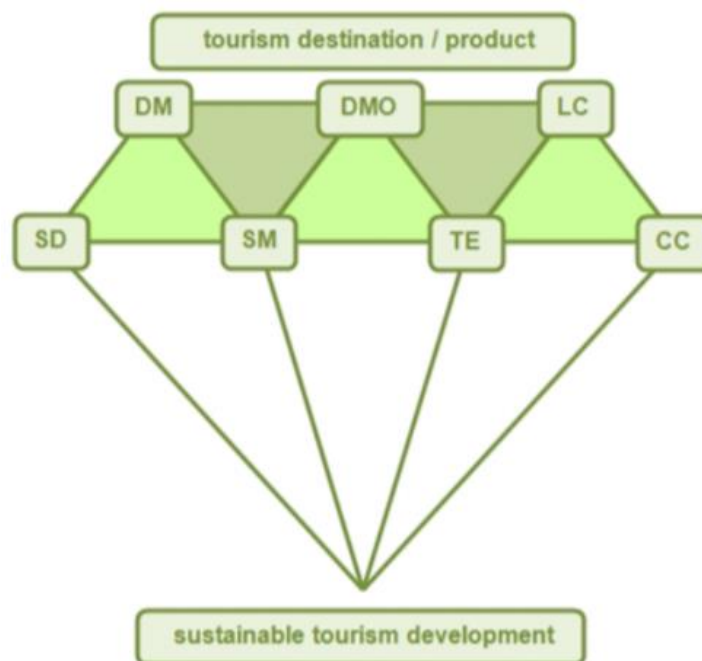 tourism destination / product
DM DMO LC
SD SM TE CC
sustainable tourism development